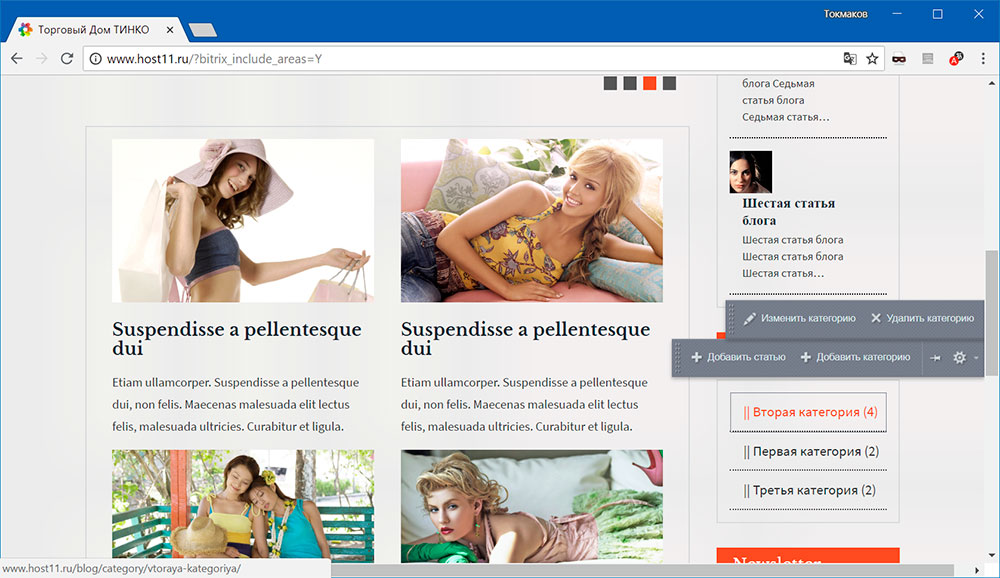 Токмаков
Торговый Дом ТИНКО
www.host11.ru/?bitrix_include_areas=Y
блога Седьмая
статья блога
Седьмая статья…
Шестая статья
блога
Шестая статья блога
Шестая статья блога
Шестая статья…
Изменить категорию Удалить категорию
Добавить статью Добавить категорию
Suspendisse a pellentesque
dui
Etiam ullamcorper. Suspendisse a pellentesque
dui, non felis. Maecenas malesuada elit lectus
felis, malesuada ultricies. Curabitur et ligula.
Suspendisse a pellentesque
dui
Etiam ullamcorper. Suspendisse a pellentesque
dui, non felis. Maecenas malesuada elit lectus
felis, malesuada ultricies. Curabitur et ligula.
|| Вторая категория (4)
|| Первая категория (2)
|| Третья категория (2)
Newsletter
www.host11.ru/blog/category/vtoraya-kategoriya/